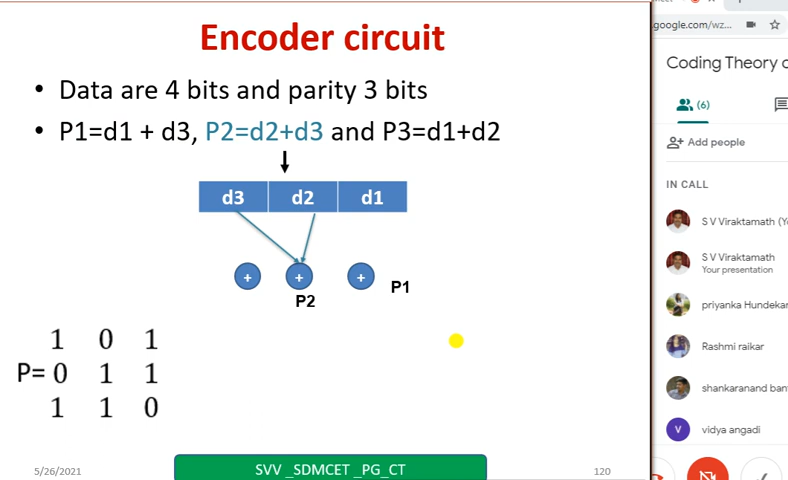 Encoder circuit
• Data are 4 bits and parity 3 bits
• P1=d1 + d3, P2=d2+d3 and P3=d1+d2
d3 d2 d1
+ + +
P1
P2
1 0 1
P= 0 1 1
1 1 0
5/26/2021
SVV _SDMCET _PG_CT
120
google.com/wz...
Coding Theory
(6)
Add people
IN CALL
S V Viraktamath (Y
S V Viraktamath
Your presentation
priyanka Hundekar
Rashmi raikar
shankaranand ban
V
vidya angadi